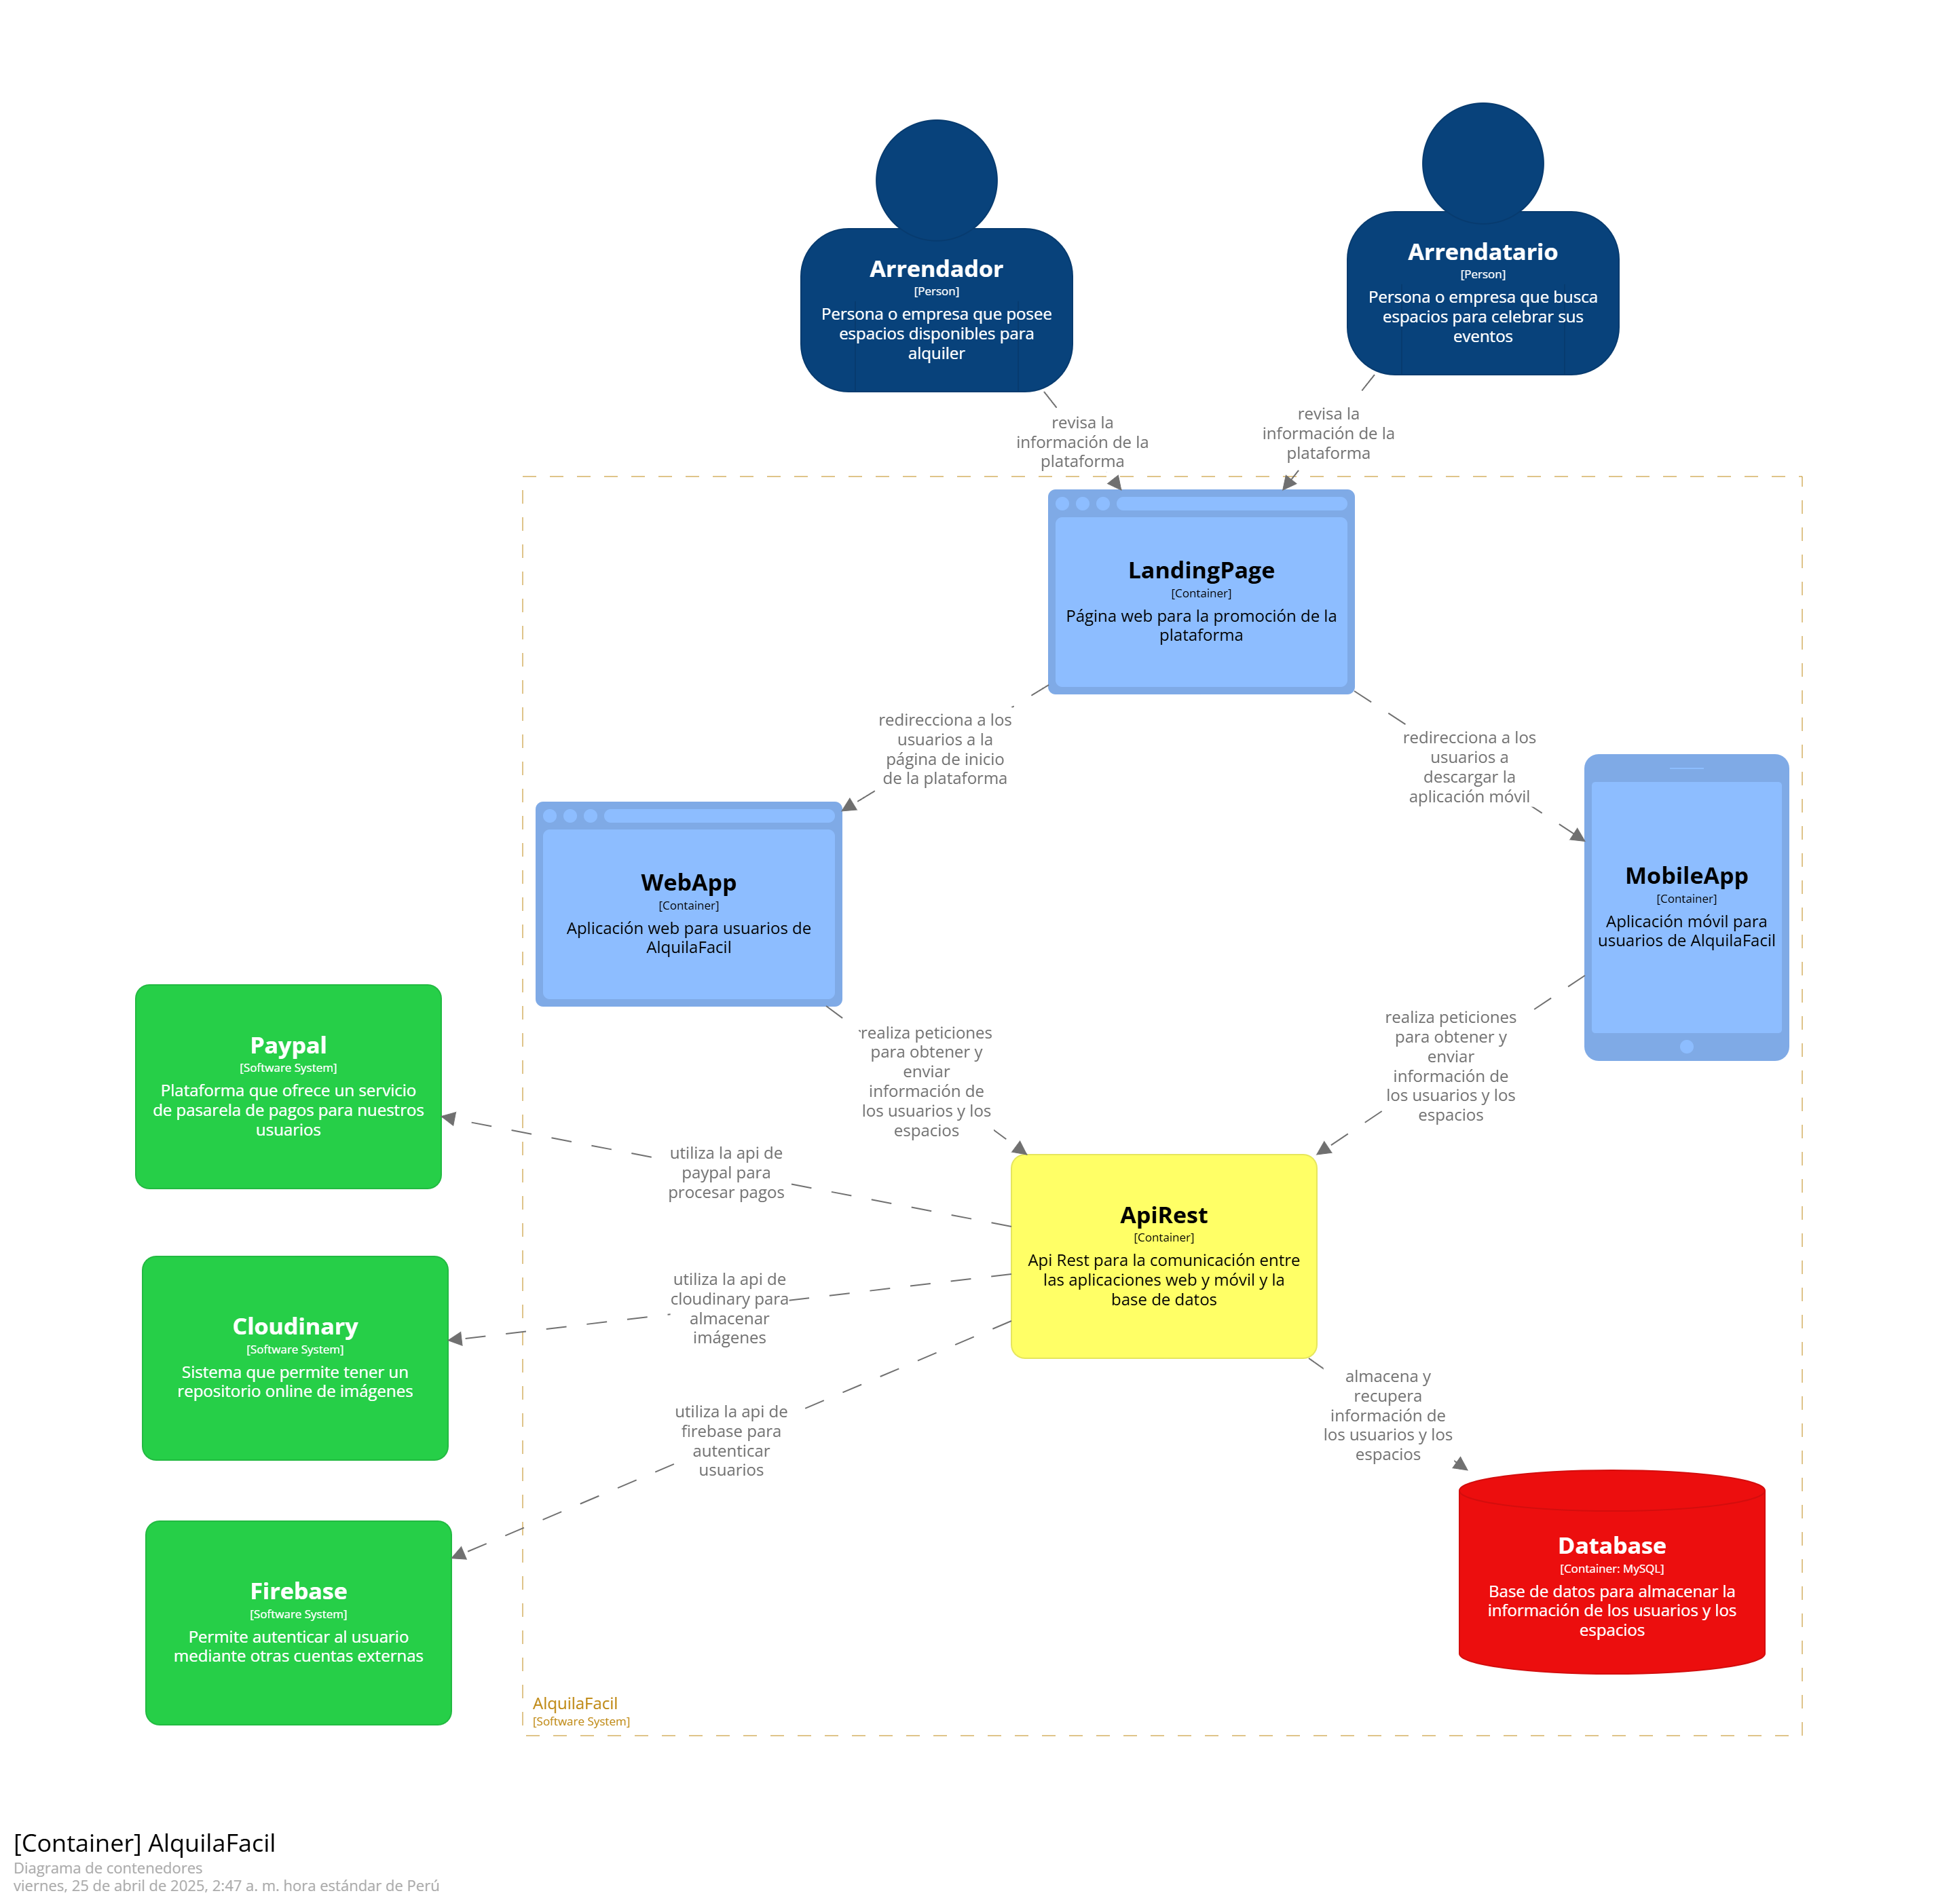 Arrendador
[Person]
Persona o empresa que posee
espacios disponibles para
alquiler
Arrendatario
[Person]
Persona o empresa que busca
espacios para celebrar sus
eventos
revisa la
información de la
plataforma
revisa la
información de la
plataforma
LandingPage
[Container]
Página web para la promoción de la
plataforma
redirecciona a los
usuarios a la
página de inicio
de la plataforma
redirecciona a los
usuarios a
descargar la
aplicación móvil
WebApp
[Container]
Aplicación web para usuarios de
AlquilaFacil
MobileApp
[Container]
Aplicación móvil para
usuarios de AlquilaFacil
realiza peticiones
para obtener y
enviar
información de
los usuarios y los
espacios
realiza peticiones
para obtener y
enviar
información de
los usuarios y los
espacios
Paypal
[Software System]
Plataforma que ofrece un servicio
de pasarela de pagos para nuestros
usuarios
utiliza la api de
paypal para
procesar pagos
ApiRest
[Container]
Api Rest para la comunicación entre
las aplicaciones web y móvil y la
base de datos
Cloudinary
[Software System]
Sistema que permite tener un
repositorio online de imágenes
utiliza la api de
cloudinary para
almacenar
imágenes
utiliza la api de
firebase para
autenticar
usuarios
almacena y
recupera
información de
los usuarios y los
espacios
Firebase
[Software System]
Permite autenticar al usuario
mediante otras cuentas externas
Database
[Container: MySQL]
Base de datos para almacenar la
información de los usuarios y los
espacios
AlquilaFacil
[Software System]
[Container] AlquilaFacil
Diagrama de contenedores
viernes, 25 de abril de 2025, 2:47 a. m. hora estándar de Perú